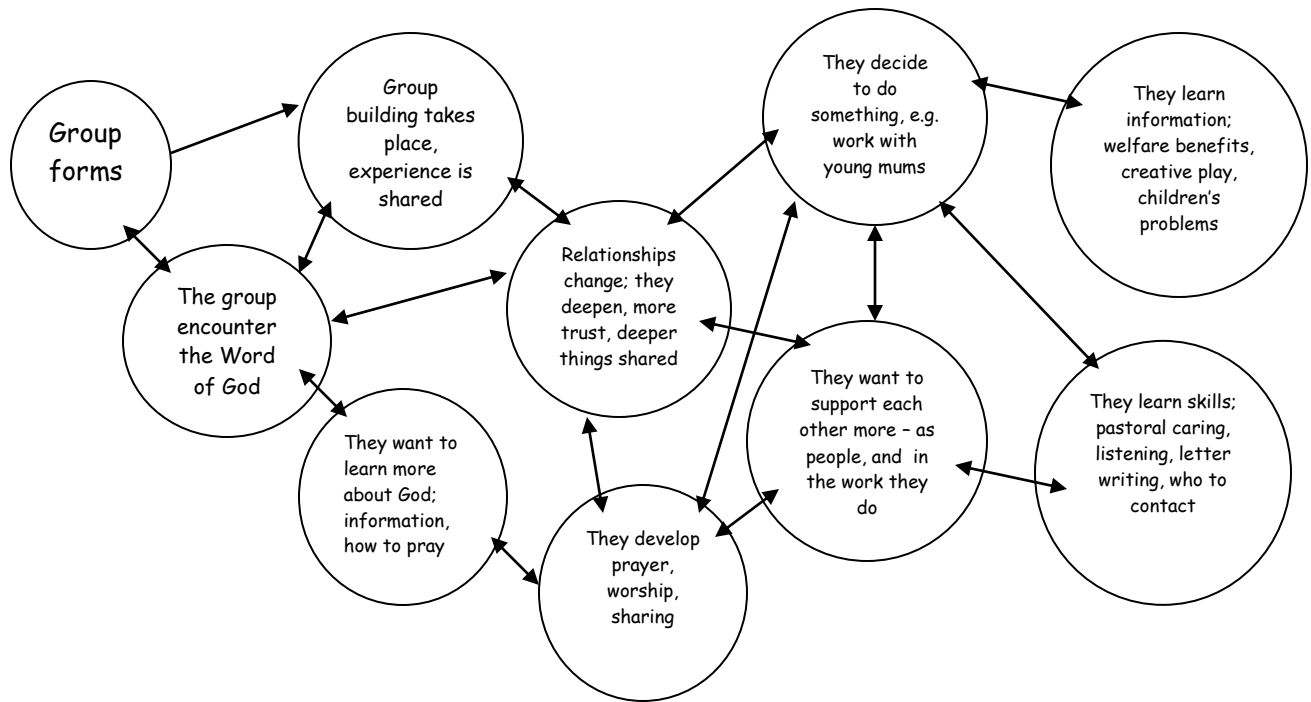 Group
forms
Group
building takes
place,
experience is
shared
The group
encounter
the Word
of God
They want to
learn more
about God;
information,
how to pray
Relationships
change; they
deepen, more
trust, deeper
things shared
They develop
prayer,
worship,
sharing
They decide
to do
something, e.g.
work with
young mums
They want to
support each
other more – as
people, and  in
the work they
do
They learn
information;
welfare benefits,
creative play,
children’s
problems
They learn skills;
pastoral caring,
listening, letter
writing, who to
contact